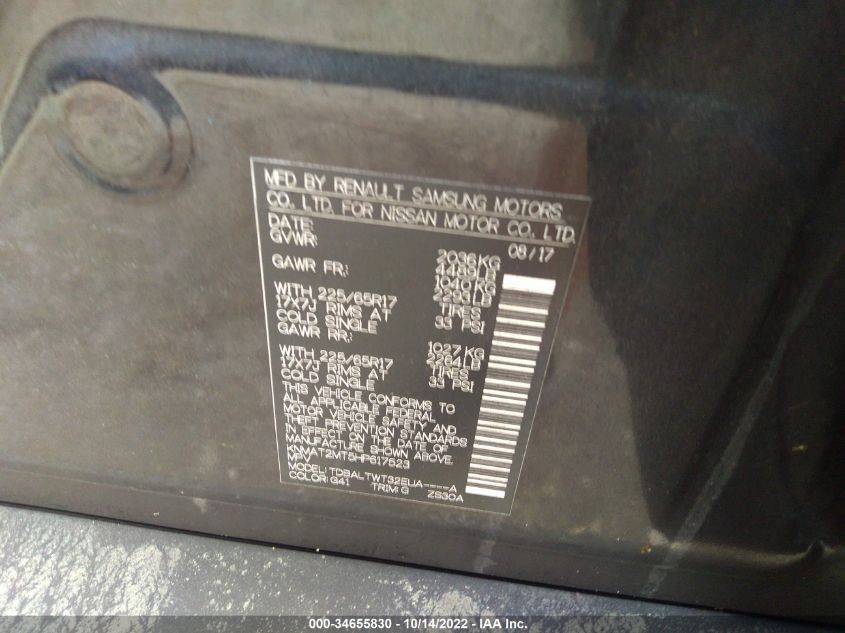 MFD BY RENAULT SAMSUNG MOTORS
CO., LTD. FOR NISSAN MOTOR CO., LTD.
DATE: 08/17
GVWR: 2036KG
4489LB
GAWR FR: 1040KG
2293LB
WITH 225/65R17 TIRES
17X7J RIMS AT 33 PSI
COLD SINGLE
GAWR RR: 1027KG
2264LB
WITH 225/65R17 TIRES
17X7J RIMS AT 33 PSI
COLD SINGLE
THIS VEHICLE CONFORMS TO
ALL APPLICABLE FEDERAL
MOTOR VEHICLE SAFETY AND
THEFT PREVENTION STANDARDS
IN EFFECT ON THE DATE OF
MANUFACTURE SHOWN ABOVE.
KNMAT2MT5HP617523
MPV
MODEL: TDBALTWT32EUA----A
COLOR: G41 TRIM: G ZS30A
000-34655830 - 10/14/2022 - IAA Inc.